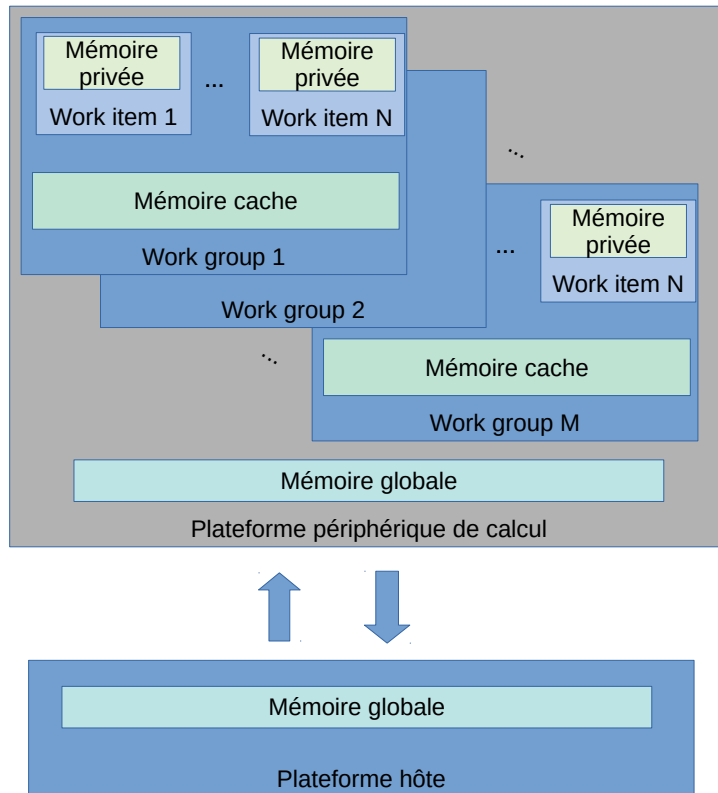 Mémoire
privée
Work item 1
...
Mémoire
privée
Work item N
Mémoire cache
Work group 1
Work group 2
...
...
Mémoire
privée
Work item N
...
Mémoire cache
Work group M
Mémoire globale
Plateforme périphérique de calcul
Mémoire globale
Plateforme hôte